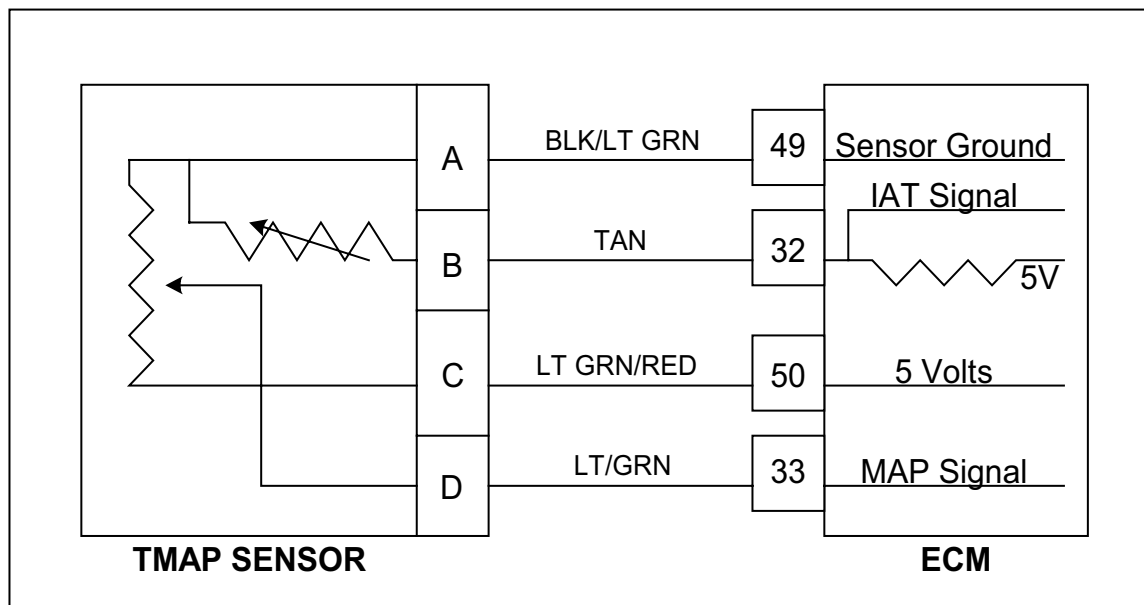 A BLK/LT GRN 49 Sensor Ground
IAT Signal
B TAN 32
5V
C LT GRN/RED 50 5 Volts
D LT/GRN 33 MAP Signal
TMAP SENSOR ECM